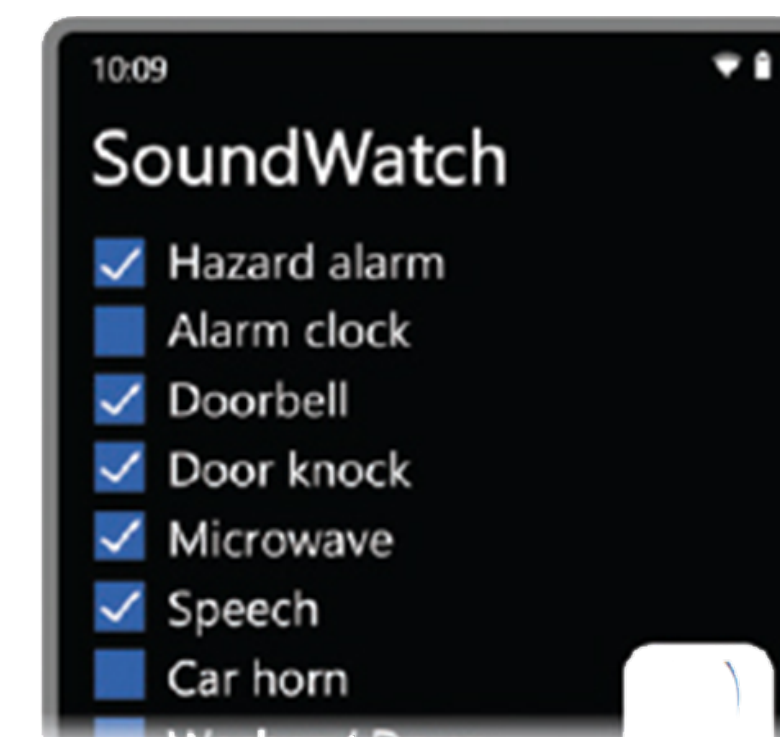 10:09
SoundWatch
Hazard alarm
Alarm clock
Doorbell
Door knock
Microwave
Speech
Car horn